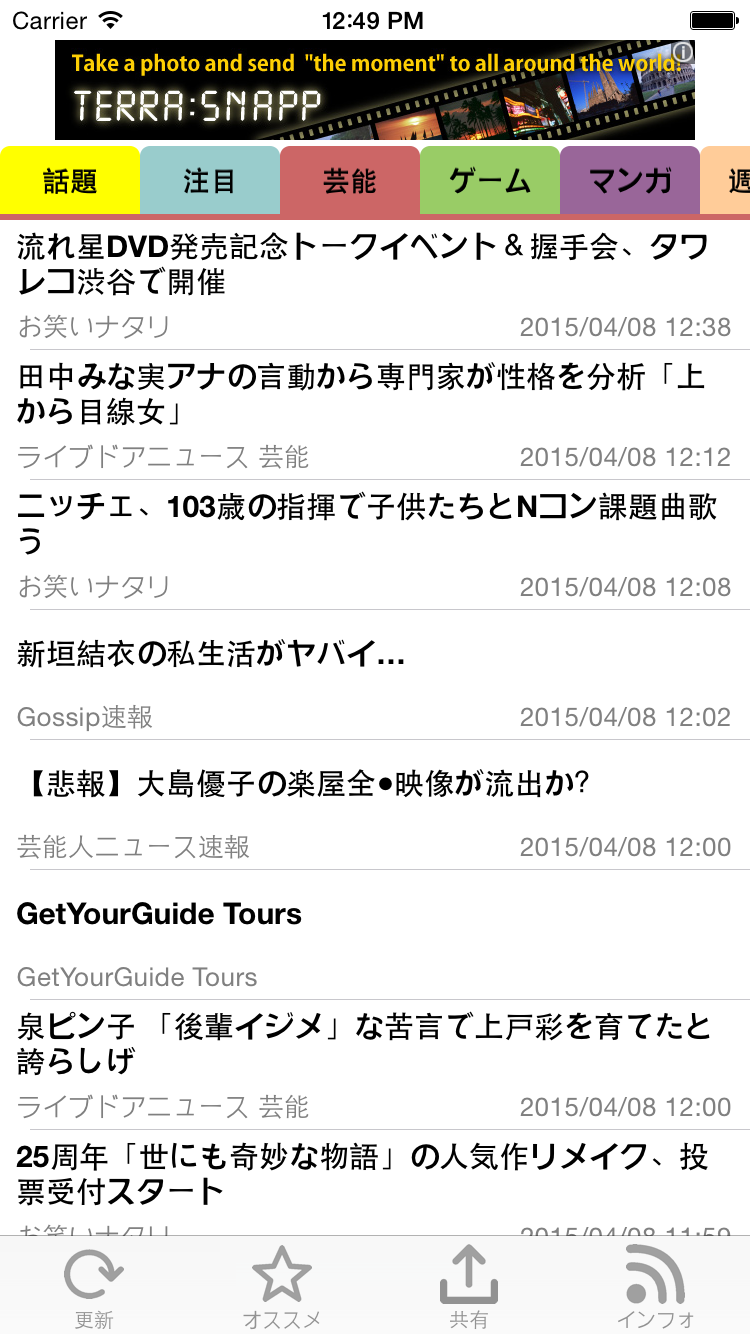 Carrier 12:49 PM
Take a photo and send "the moment" to all around the world.
TERRA:SNAPP
話題 注目 芸能 ゲーム マンガ 週
流れ星DVD発売記念トークイベント＆握手会、タワ
レコ渋谷で開催
お笑いナタリ 2015/04/08 12:38
田中みな実アナの言動から専門家が性格を分析「上
から目線女」
ライブドアニュース 芸能 2015/04/08 12:12
ニッチェ、103歳の指揮で子供たちとNコン課題曲歌
う
お笑いナタリ 2015/04/08 12:08
新垣結衣の私生活がヤバイ...
Gossip速報 2015/04/08 12:02
【悲報】大島優子の楽屋全●映像が流出か?
芸能人ニュース速報 2015/04/08 12:00
GetYourGuide Tours
GetYourGuide Tours
泉ピン子 「後輩イジメ」な苦言で上戸彩を育てたと
誇らしげ
ライブドアニュース 芸能 2015/04/08 12:00
25周年「世にも奇妙な物語」の人気作リメイク、投
票受付スタート
お笑いナタリ 2015/04/08 11:59
更新 オススメ 共有 インフォ